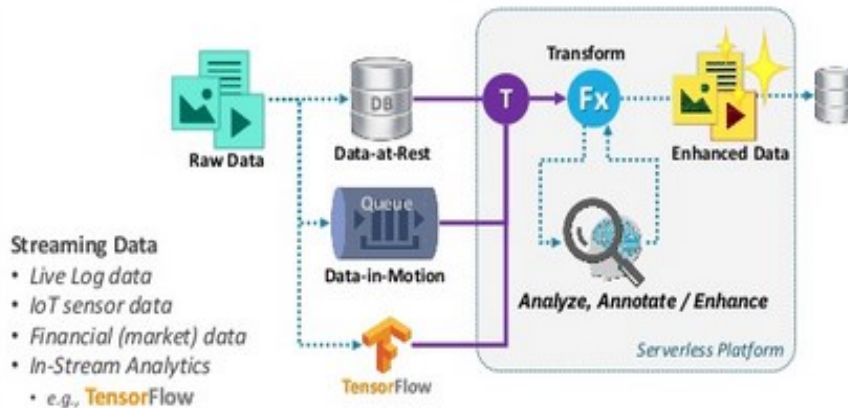 Transform
DB
T
Fx
Raw Data
Data-at-Rest
Enhanced Data
Queue
Streaming Data
Data-in-Motion
• Live Log data
• IoT sensor data
Analyze, Annotate / Enhance
• Financial (market) data
• In-Stream Analytics
Serverless Platform
TensorFlow
• e.g., TensorFlow